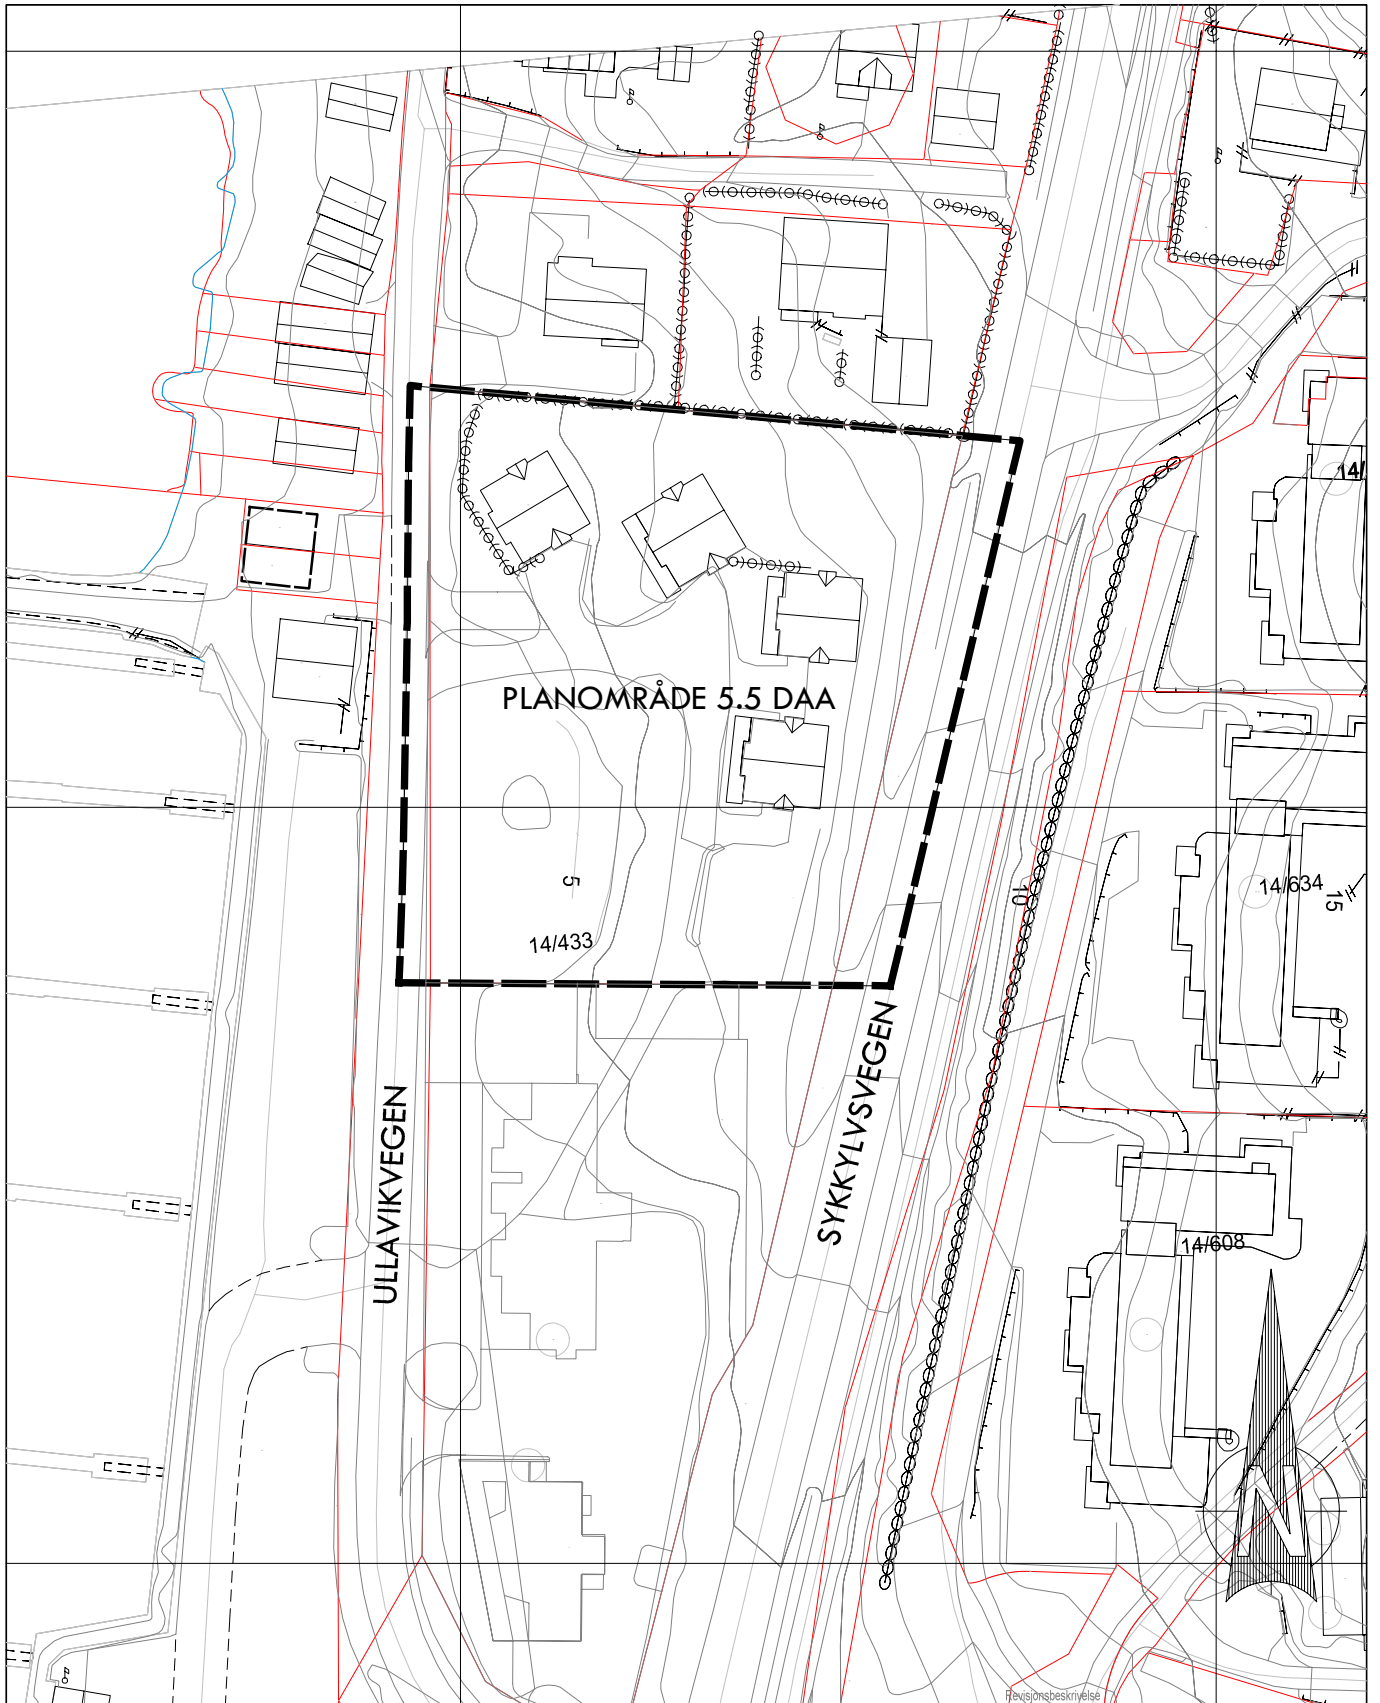 14/
PLANOMRÅDE 5.5 DAA
5
10
14/634
15
14/433
SYKKYLVSVEGEN
ULLAVIKVEGEN
14/608
N
Revisjonsbeskrivelse